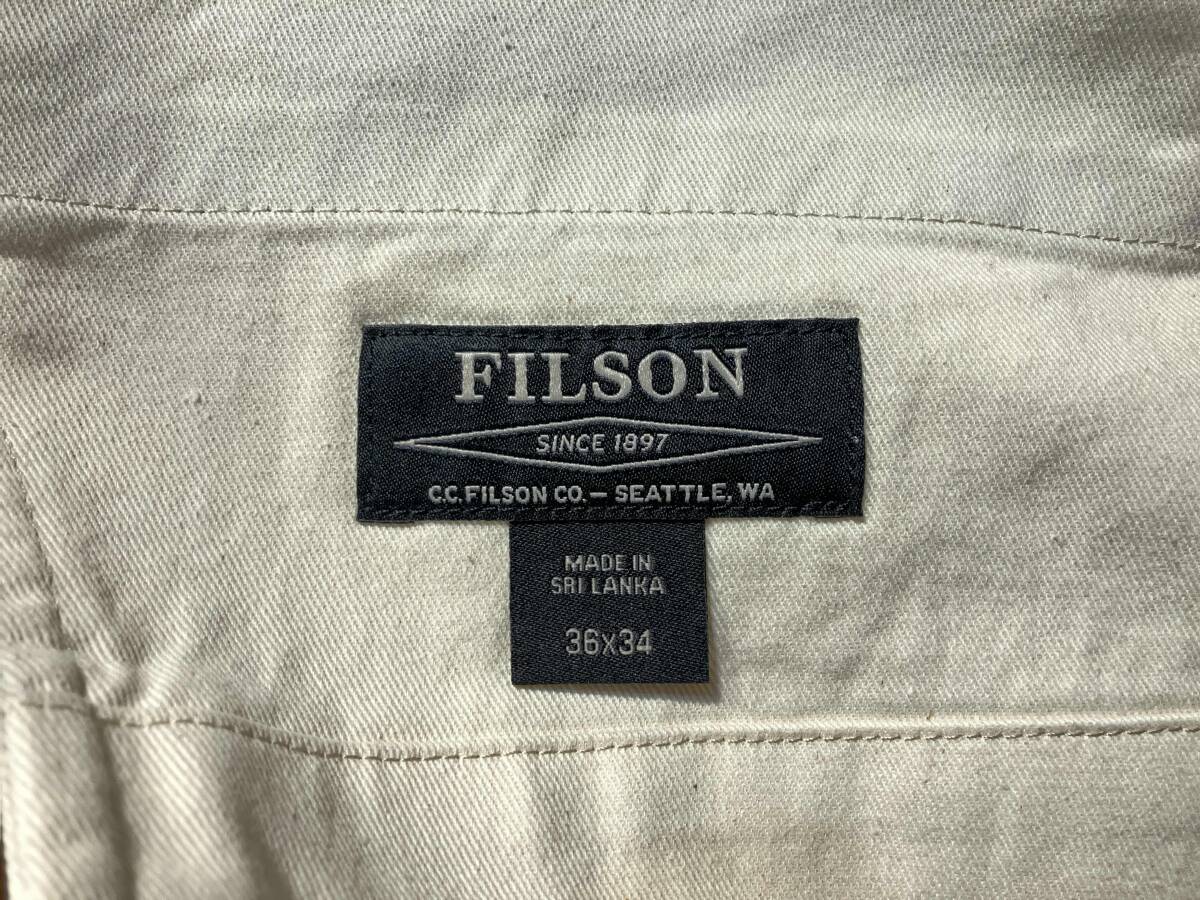 FILSON
SINCE 1897
C.C. FILSON CO. — SEATTLE, WA
MADE IN
SRI LANKA
36X34